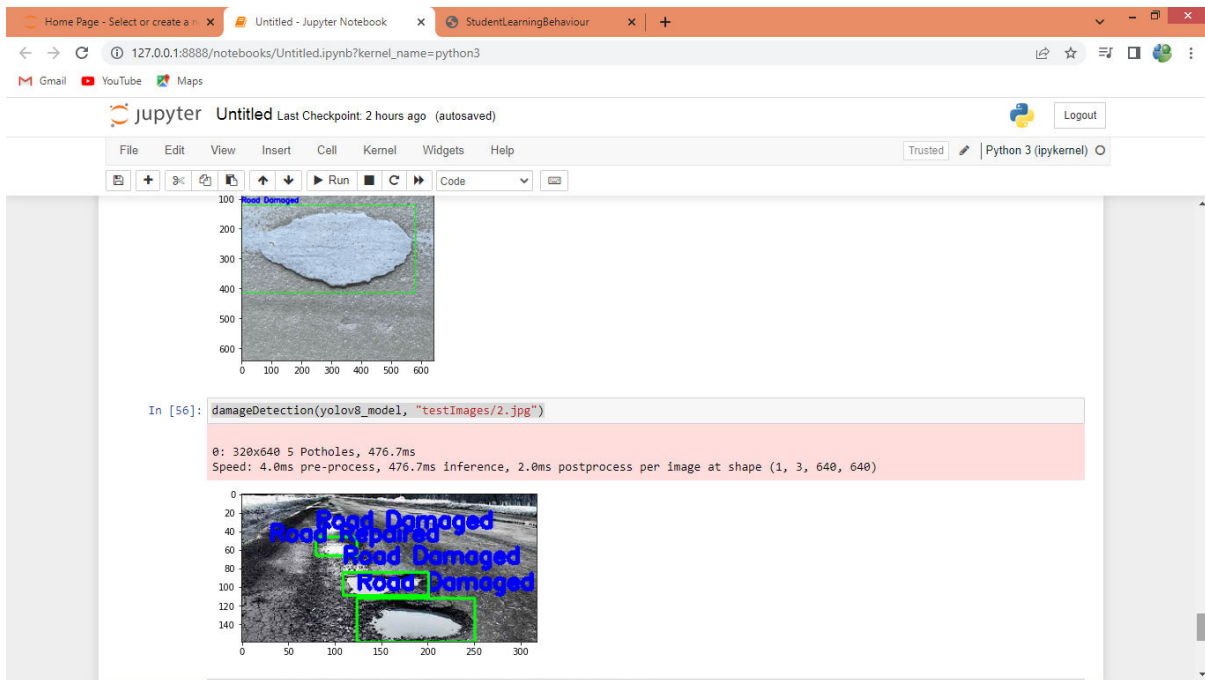 Home Page - Select or create a n
Untitled - Jupyter Notebook
StudentLearningBehaviour
127.0.0.1:8888/notebooks/Untitled.ipynb?kernel_name=python3
Gmail YouTube Maps
jupyter Untitled Last Checkpoint: 2 hours ago (autosaved)
Logout
File Edit View Insert Cell Kernel Widgets Help
Trusted Python 3 (ipykernel)
Run Code
100 Road Damaged
200
300
400
500
600
0 100 200 300 400 500 600
In [56]: damageDetection(yolov8_model, "testImages/2.jpg")
0: 320x640 5 Potholes, 476.7ms
Speed: 4.0ms pre-process, 476.7ms inference, 2.0ms postprocess per image at shape (1, 3, 640, 640)
0
20 Road Damaged
40 Road Repaired
60 Road Damaged
80
100 Road Damaged
120
140
0 50 100 150 200 250 300